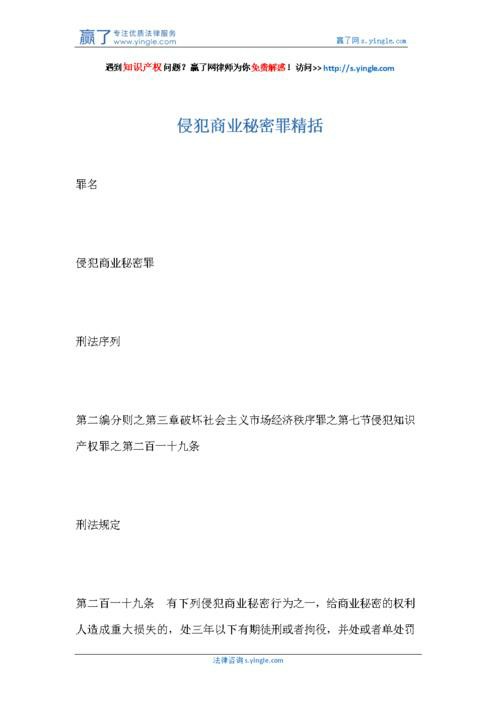 赢了 专注优质法律服务
www.yingle.com
赢了网s.yingle.com
遇到知识产权问题？赢了网律师为你免费解惑！访问>> http://s.yingle.com
侵犯商业秘密罪精括
罪名
侵犯商业秘密罪
刑法序列
第二编分则之第三章破坏社会主义市场经济秩序罪之第七节侵犯知识
产权罪之第二百一十九条
刑法规定
第二百一十九条　有下列侵犯商业秘密行为之一，给商业秘密的权利
人造成重大损失的，处三年以下有期徒刑或者拘役，并处或者单处罚
法律咨询s.yingle.com